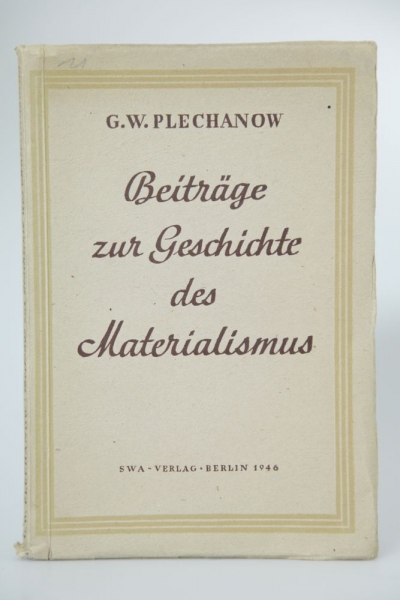 G.W. PLECHANOW
Beiträge
zur Geschichte
des
Materialismus
SWA - VERLAG - BERLIN 1946